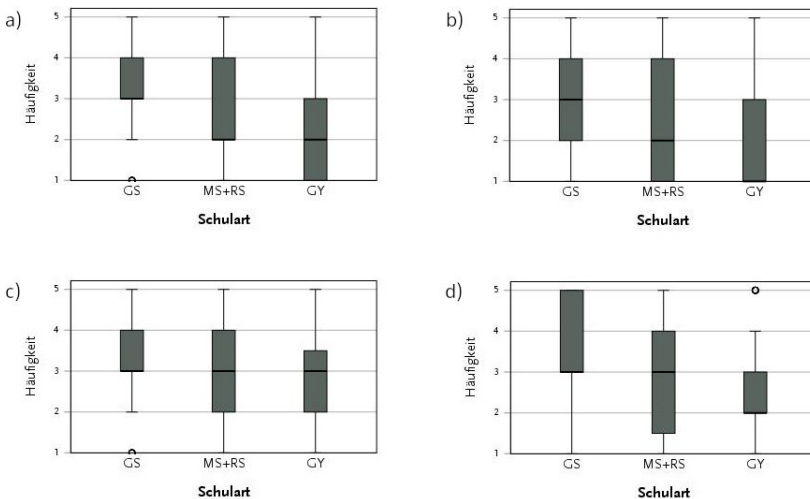 a)
Häufigkeit
5
4
3
2
1
GS MS+RS GY
Schulart
b)
Häufigkeit
5
4
3
2
1
GS MS+RS GY
Schulart
c)
Häufigkeit
5
4
3
2
1
GS MS+RS GY
Schulart
d)
Häufigkeit
5
4
3
2
1
GS MS+RS GY
Schulart